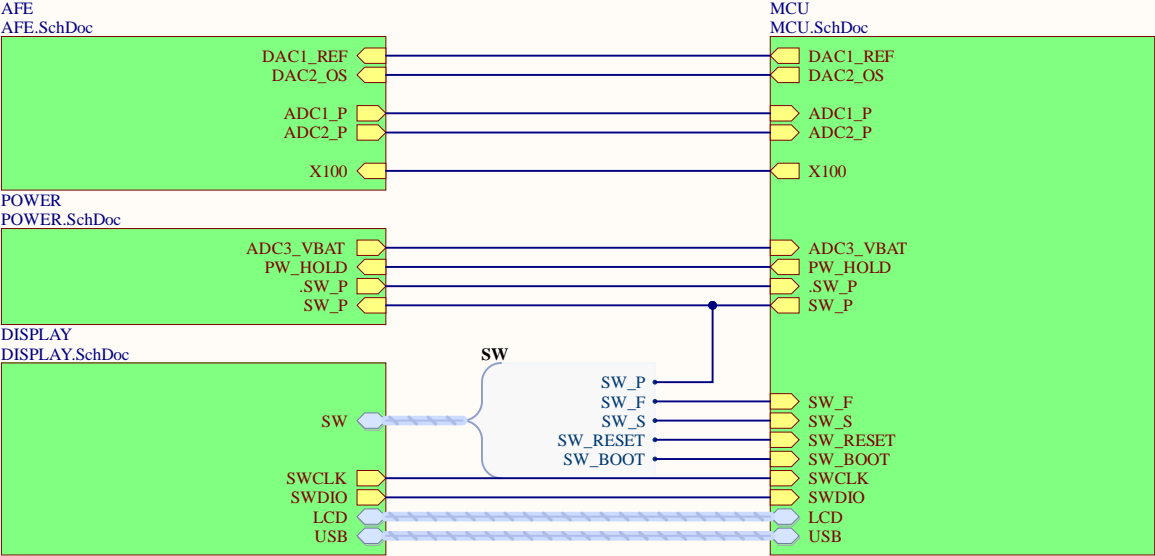 AFE
AFE.SchDoc
DAC1_REF
DAC2_OS
ADC1_P
ADC2_P
X100
POWER
POWER.SchDoc
ADC3_VBAT
PW_HOLD
.SW_P
SW_P
DISPLAY
DISPLAY.SchDoc
SW
SWCLK
SWDIO
LCD
USB
SW
SW_P
SW_F
SW_S
SW_RESET
SW_BOOT
MCU
MCU.SchDoc
DAC1_REF
DAC2_OS
ADC1_P
ADC2_P
X100
ADC3_VBAT
PW_HOLD
.SW_P
SW_P
SW_F
SW_S
SW_RESET
SW_BOOT
SWCLK
SWDIO
LCD
USB